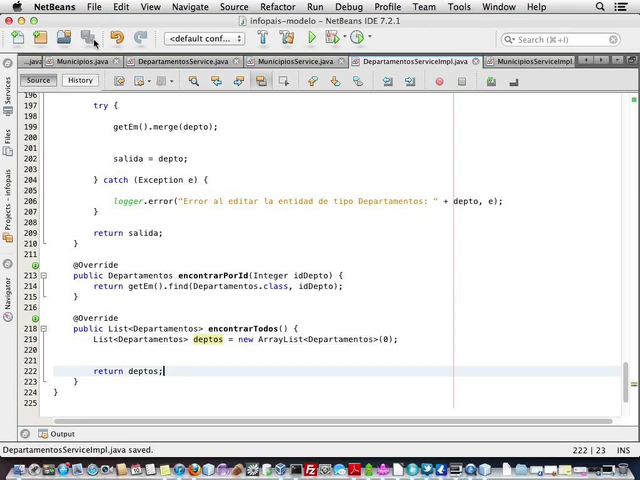 NetBeans File Edit View Navigate Source Refactor Run Debug Profile Team Tools Window
infopais-modelo - NetBeans IDE 7.2.1
<default conf... Search (⌘+I)
...java Municipios.java DepartamentosService.java MunicipiosService.java DepartamentosServiceImpl.java MunicipiosServiceImpl.
Source History
Services
Files
Projects - infopais
Navigator
196
197 try {
198
199 getEm().merge(depto);
200
201
202 salida = depto;
203
204 } catch (Exception e) {
205
206 logger.error("Error al editar la entidad de tipo Departamentos: " + depto, e);
207 }
208
209 return salida;
210 }
211
@Override
213 public Departamentos encontrarPorId(Integer idDepto) {
214 return getEm().find(Departamentos.class, idDepto);
215 }
216
@Override
218 public List<Departamentos> encontrarTodos() {
219 List<Departamentos> deptos = new ArrayList<Departamentos>(0);
220
221
222 return deptos;
223 }
224 }
225
Output
DepartamentosServiceImpl.java saved. 222 | 23 INS